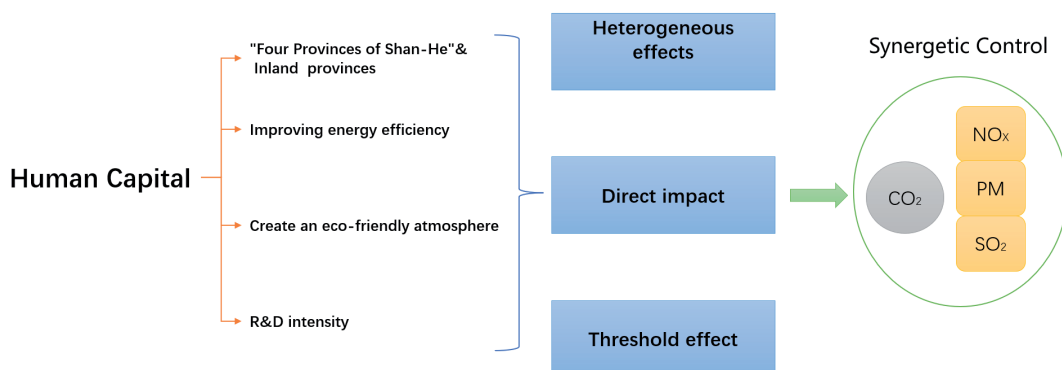 Human Capital
"Four Provinces of Shan-He"&
Inland provinces
Improving energy efficiency
Create an eco-friendly atmosphere
R&D intensity
Heterogeneous
effects
Direct impact
Threshold effect
Synergetic Control
CO₂
NOₓ
PM
SO₂